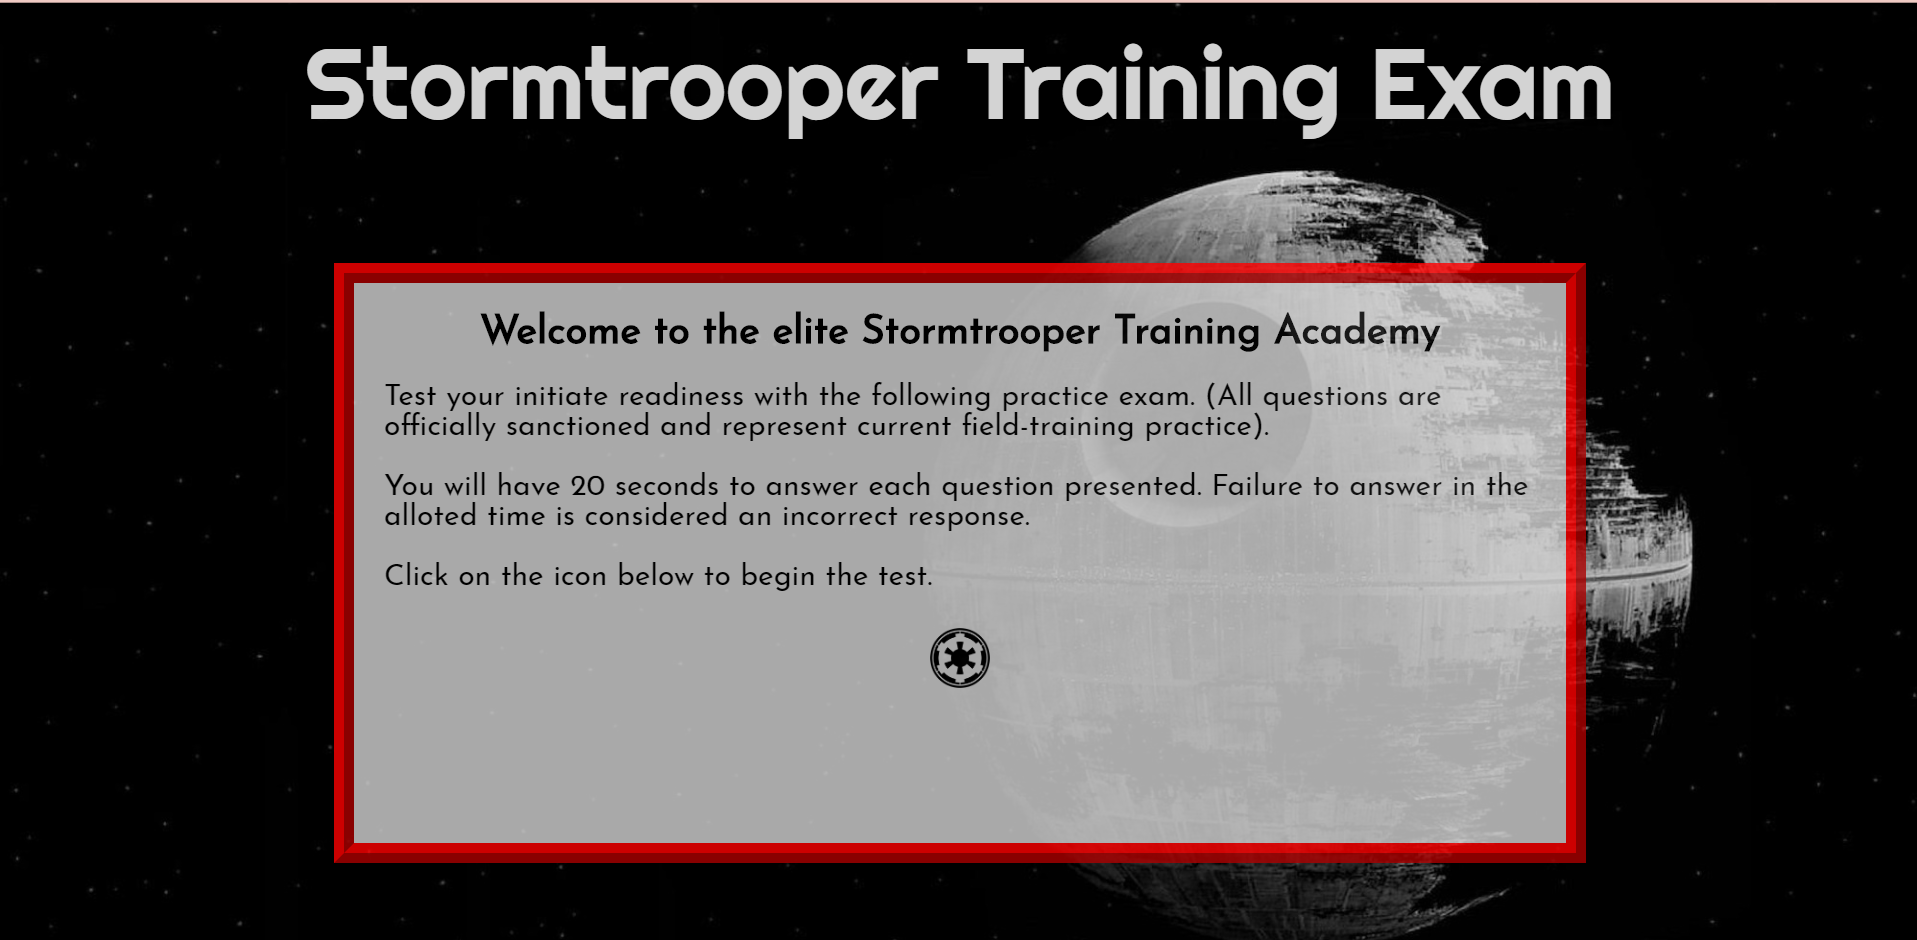 Stormtrooper Training Exam
Welcome to the elite Stormtrooper Training Academy
Test your initiate readiness with the following practice exam. (All questions are
officially sanctioned and represent current field-training practice).
You will have 20 seconds to answer each question presented. Failure to answer in the
alloted time is considered an incorrect response.
Click on the icon below to begin the test.